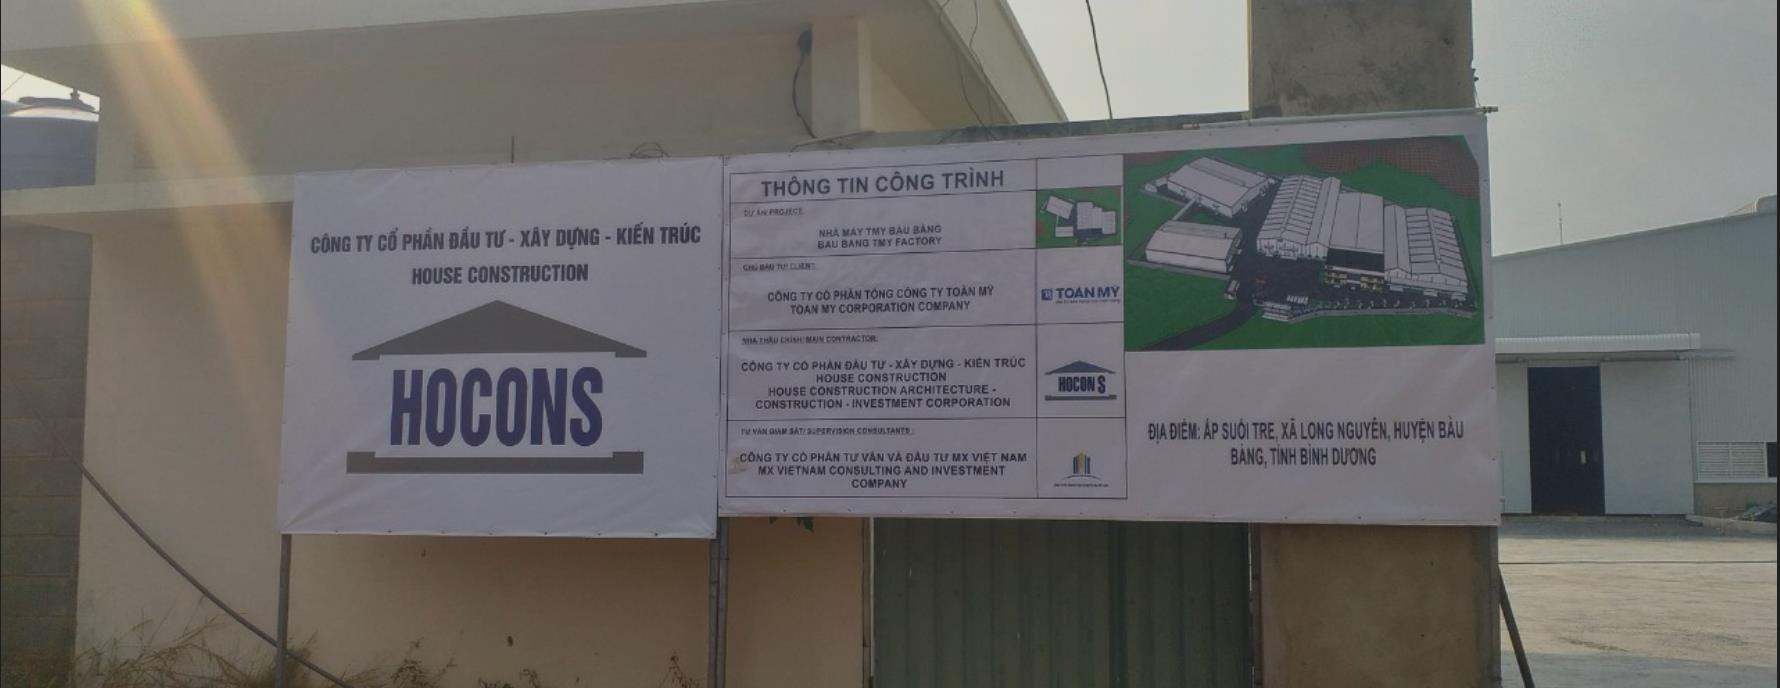 CÔNG TY CỔ PHẦN ĐẦU TƯ - XÂY DỰNG - KIẾN TRÚC
HOUSE CONSTRUCTION
HOCONS
THÔNG TIN CÔNG TRÌNH
DỰ ÁN/ PROJECT:
NHÀ MÁY TMY BÀU BÀNG
BAU BANG TMY FACTORY
CHỦ ĐẦU TƯ/ CLIENT:
CÔNG TY CỔ PHẦN TỔNG CÔNG TY TOÀN MỸ
TOAN MY CORPORATION COMPANY
TOÀN MỸ
NHÀ THẦU CHÍNH/ MAIN CONTRACTOR:
CÔNG TY CỔ PHẦN ĐẦU TƯ - XÂY DỰNG - KIẾN TRÚC
HOUSE CONSTRUCTION
HOUSE CONSTRUCTION ARCHITECTURE -
CONSTRUCTION - INVESTMENT CORPORATION
HOCONS
TƯ VẤN GIÁM SÁT/ SUPERVISION CONSULTANTS :
CÔNG TY CỔ PHẦN TƯ VẤN VÀ ĐẦU TƯ MX VIỆT NAM
MX VIETNAM CONSULTING AND INVESTMENT
COMPANY
ĐỊA ĐIỂM: ẤP SUỐI TRE, XÃ LONG NGUYÊN, HUYỆN BÀU
BÀNG, TỈNH BÌNH DƯƠNG